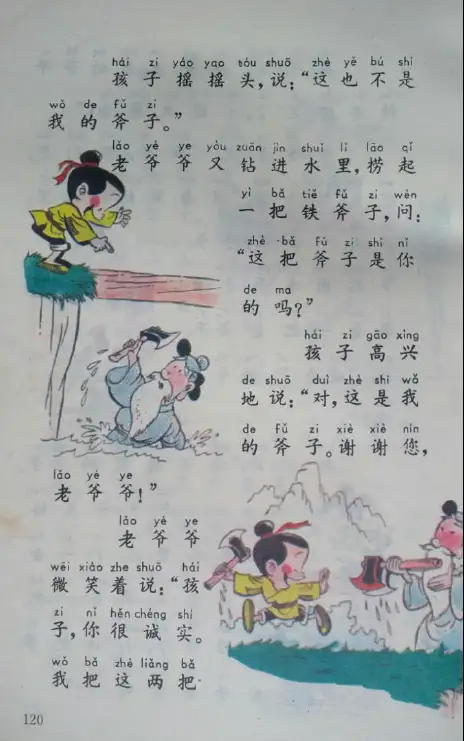 hái zi yáo yao tóu shuō zhè yě bú shì
孩子摇摇头，说：“这也不是
wǒ de fǔ zi
我的斧子。”
lǎo yé ye yòu zuān jìn shuǐ lǐ lāo qǐ
老爷爷又钻进水里，捞起
yì bǎ tiě fǔ zi wèn
一把铁斧子，问：
zhè bǎ fǔ zi shì nǐ
“这把斧子是你
de ma
的吗？”
hái zi gāo xìng
孩子高兴
de shuō duì zhè shì wǒ
地说：“对，这是我
de fǔ zi xiè xiè nín
的斧子。谢谢您，
lǎo yé ye
老爷爷！”
lǎo yé ye
老爷爷
wēi xiào zhe shuō hái
微笑着说：“孩
zi nǐ hěn chéng shí
子，你很诚实。
wǒ bǎ zhè liǎng bǎ
我把这两把
120